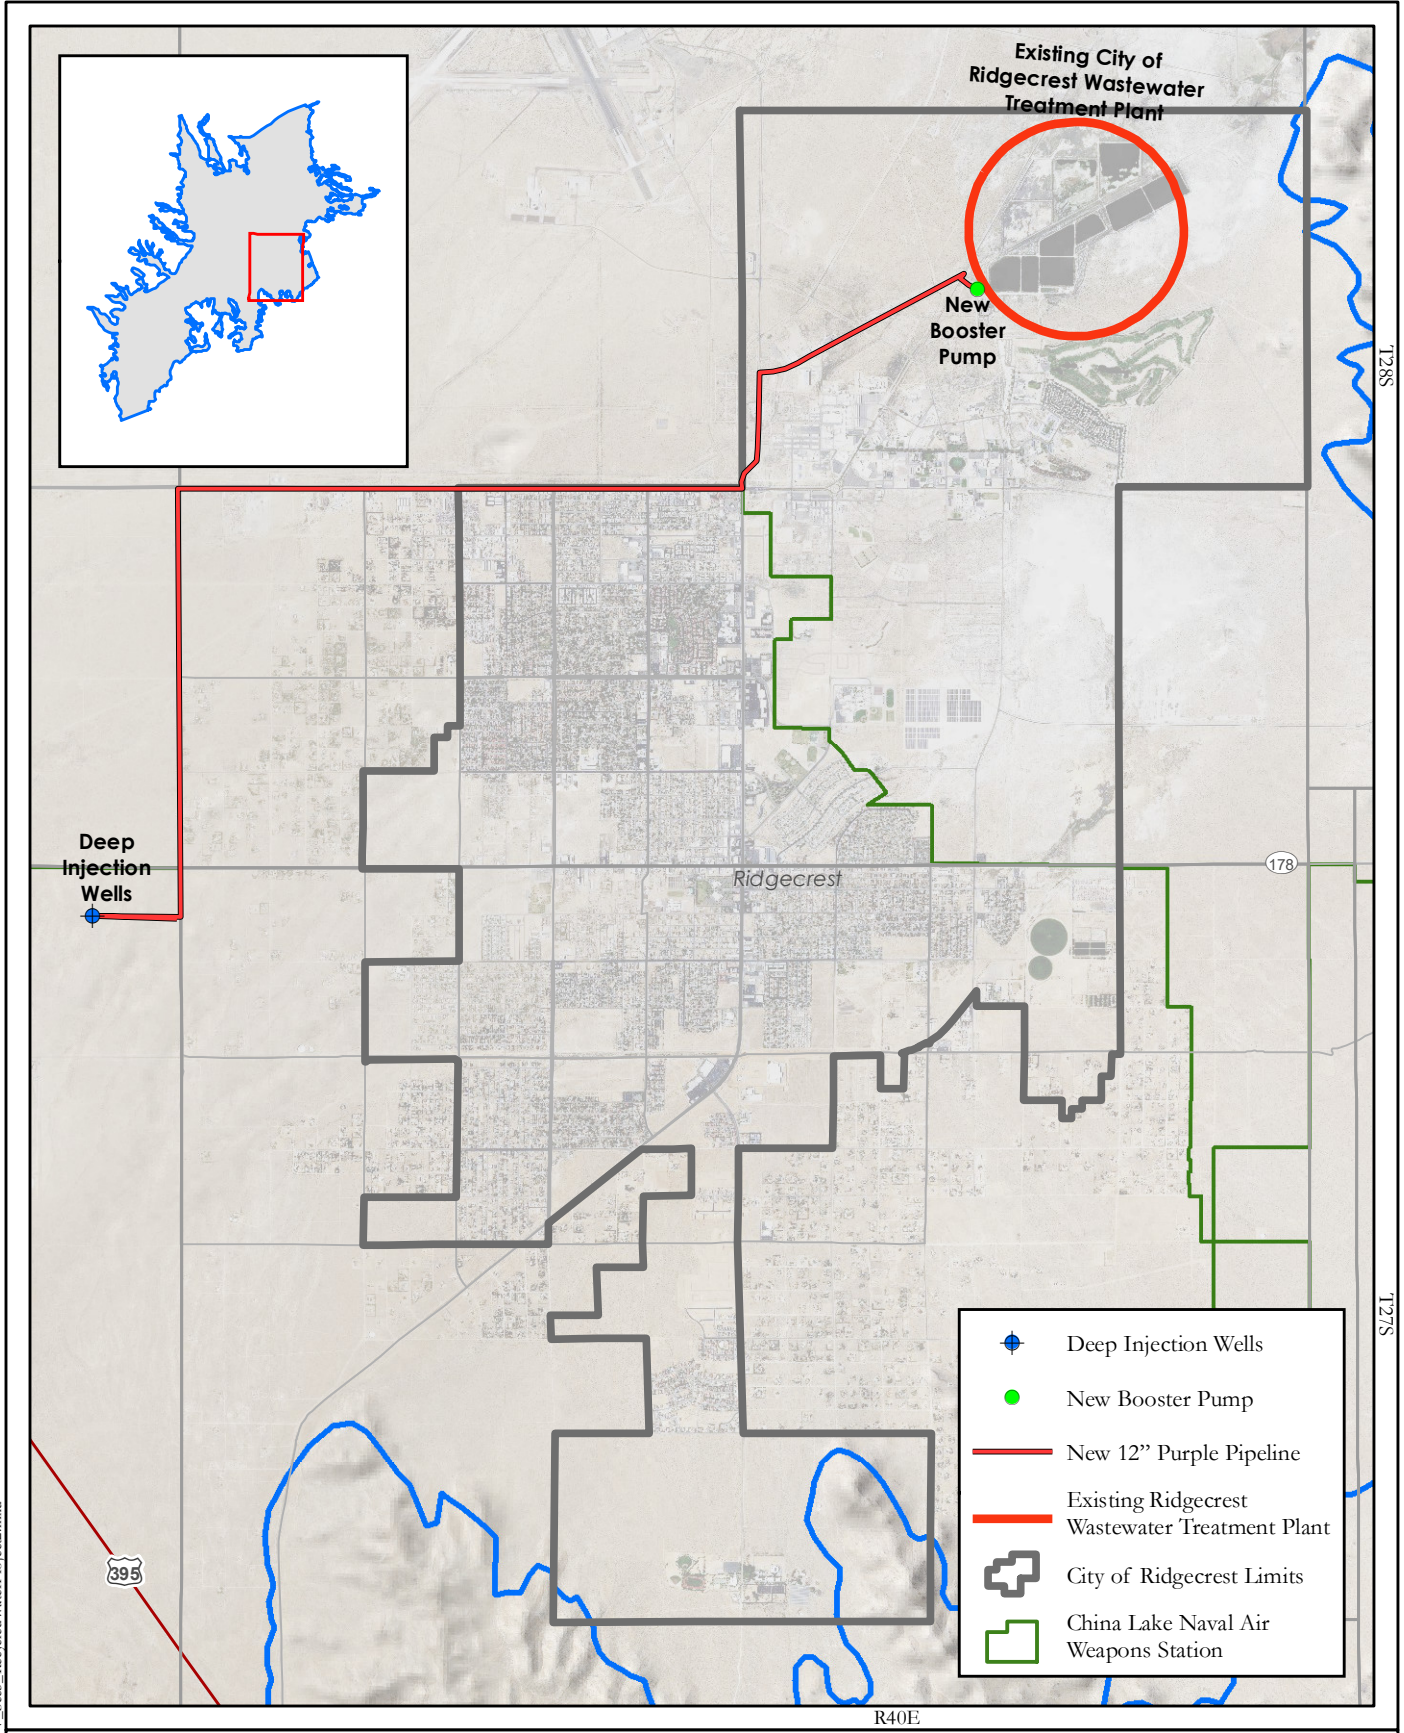 Existing City of
Ridgecrest Wastewater
Treatment Plant
New
Booster
Pump
T28S
Deep
Injection
Wells
Ridgecrest
178
T27S
395
Deep Injection Wells
New Booster Pump
New 12” Purple Pipeline
Existing Ridgecrest
Wastewater Treatment Plant
City of Ridgecrest Limits
China Lake Naval Air
Weapons Station
R40E